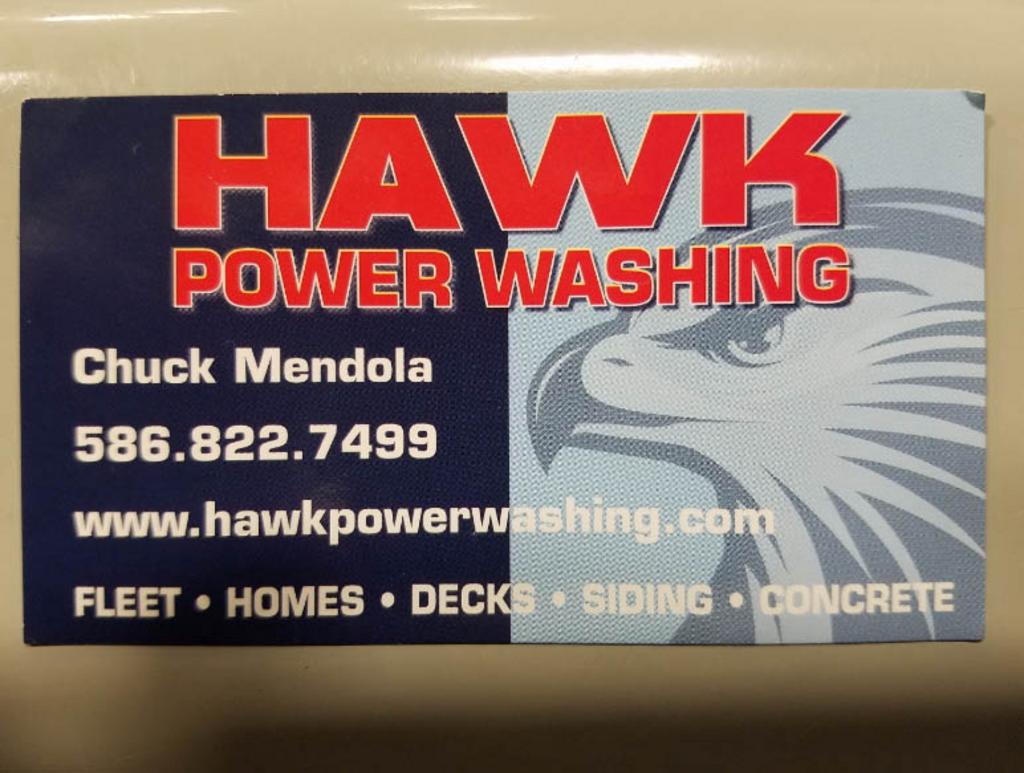 HAWK
POWER WASHING
Chuck Mendola
586.822.7499
www.hawkpowerwashing.com
FLEET • HOMES • DECKS • SIDING • CONCRETE